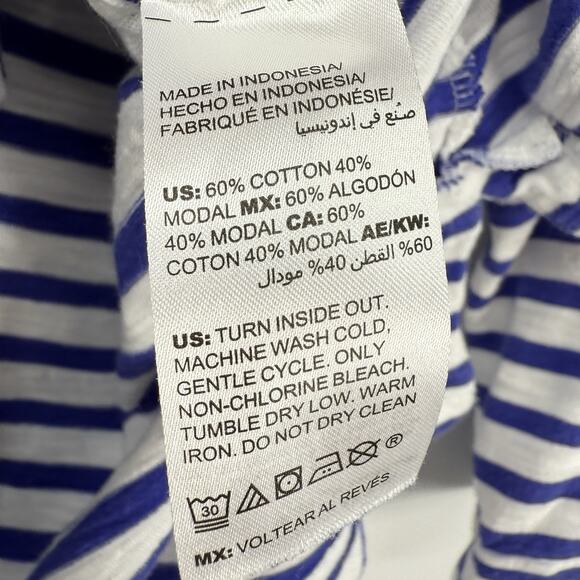 MADE IN INDONESIA/
HECHO EN INDONESIA/
FABRIQUÉ EN INDONÉSIE/
صُنع في إندونيسيا
US: 60% COTTON 40%
MODAL MX: 60% ALGODÓN
40% MODAL CA: 60%
COTON 40% MODAL AE/KW:
60% القطن 40% مودال
US: TURN INSIDE OUT.
MACHINE WASH COLD,
GENTLE CYCLE. ONLY
NON-CHLORINE BLEACH.
TUMBLE DRY LOW. WARM
IRON. DO NOT DRY CLEAN
30 ®
MX: VOLTEAR AL REVÉS